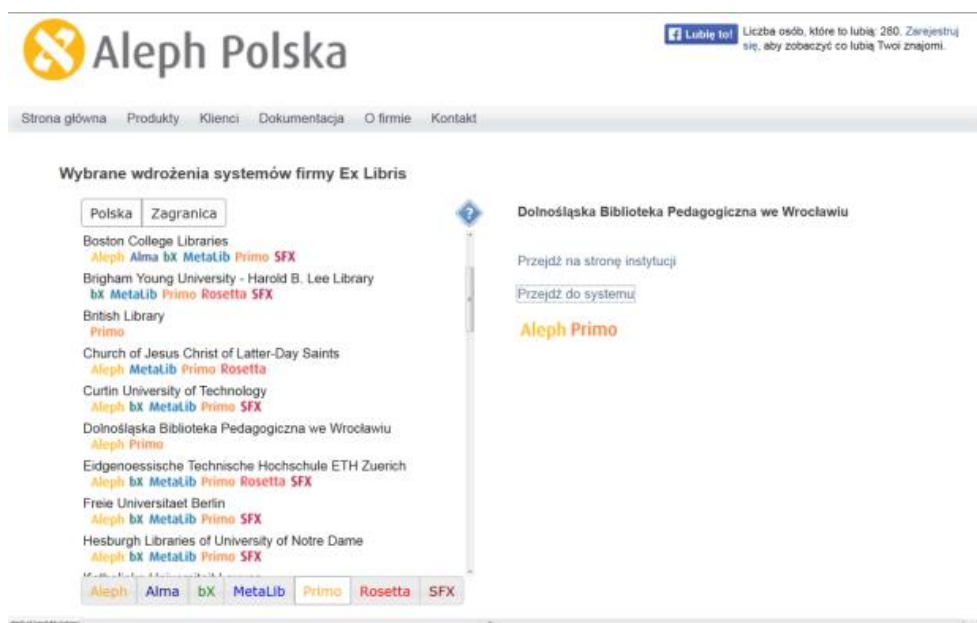 Aleph Polska
Lubię to!
Liczba osób, które to lubią: 280. Zarejestruj
się, aby zobaczyć co lubią Twoi znajomi.
Strona główna Produkty Klienci Dokumentacja O firmie Kontakt
Wybrane wdrożenia systemów firmy Ex Libris
Polska Zagranica
?
Boston College Libraries
Aleph Alma bX MetaLib Primo SFX
Brigham Young University - Harold B. Lee Library
bX MetaLib Primo Rosetta SFX
British Library
Primo
Church of Jesus Christ of Latter-Day Saints
Aleph MetaLib Primo Rosetta
Curtin University of Technology
Aleph bX MetaLib Primo SFX
Dolnośląska Biblioteka Pedagogiczna we Wrocławiu
Aleph Primo
Eidgenoessische Technische Hochschule ETH Zuerich
Aleph bX MetaLib Primo Rosetta SFX
Freie Universitaet Berlin
Aleph bX MetaLib Primo SFX
Hesburgh Libraries of University of Notre Dame
Aleph bX MetaLib Primo SFX
Aleph Alma bX MetaLib Primo Rosetta SFX
Dolnośląska Biblioteka Pedagogiczna we Wrocławiu
Przejdź na stronę instytucji
Przejdź do systemu
Aleph Primo